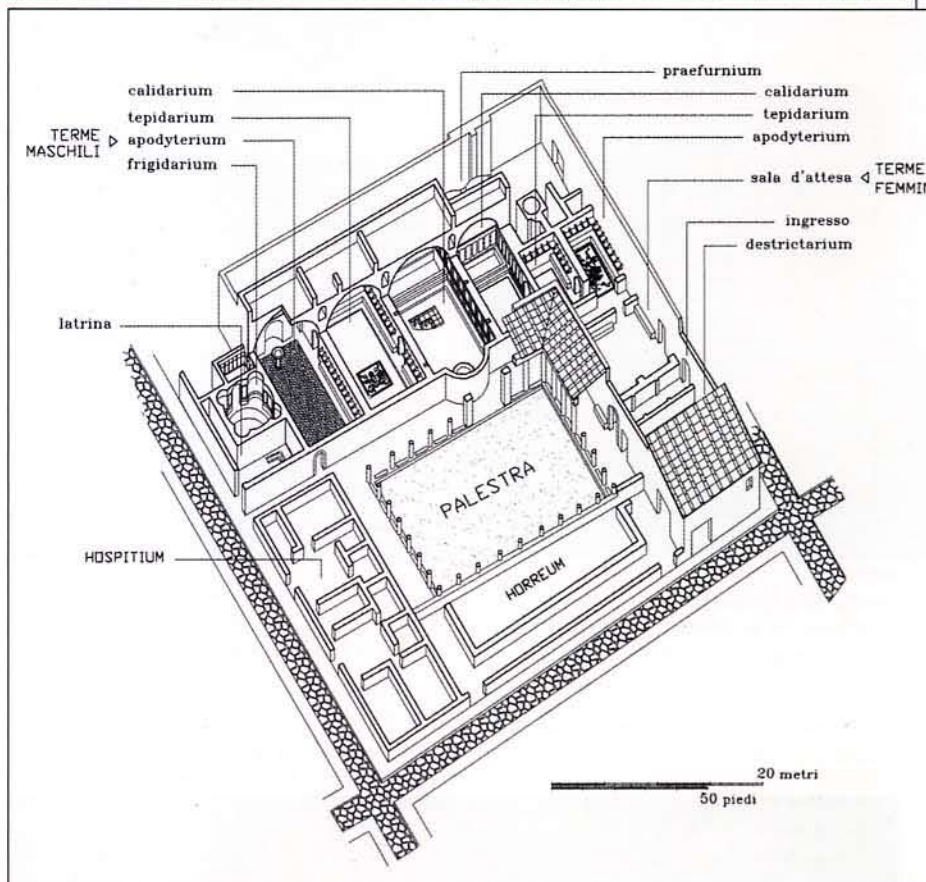 praefurnium
calidarium
calidarium
tepidarium
tepidarium
TERME
MASCHILI
apodyterium
apodyterium
frigidarium
sala d'attesa
TERME
FEMMIN
ingresso
destrictarium
latrina
PALESTRA
HOSPITIUM
HORREUM
20 metri
50 piedi